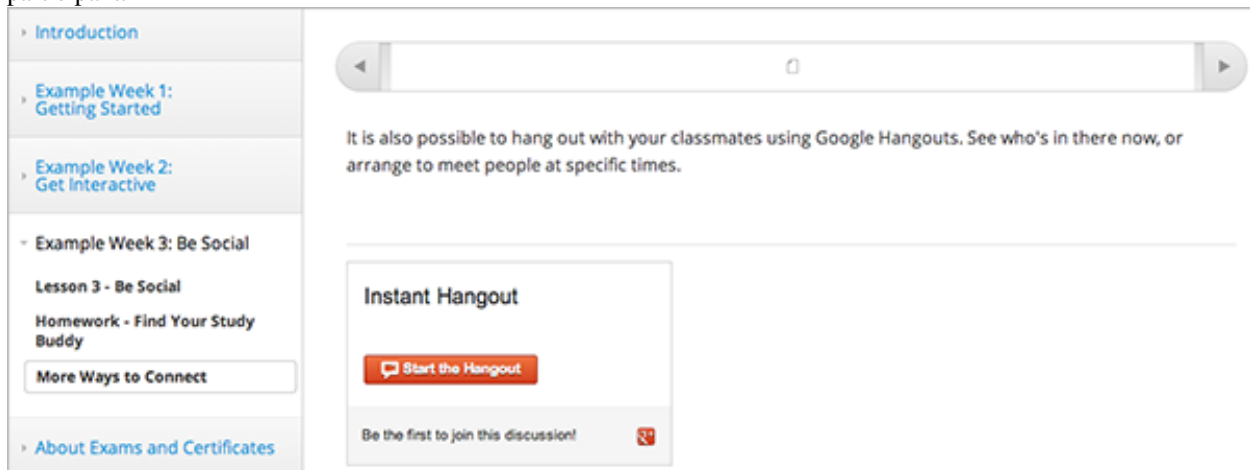 Introduction
Example Week 1:
Getting Started
Example Week 2:
Get Interactive
Example Week 3: Be Social
Lesson 3 - Be Social
Homework - Find Your Study
Buddy
More Ways to Connect
About Exams and Certificates
It is also possible to hang out with your classmates using Google Hangouts. See who's in there now, or
arrange to meet people at specific times.
Instant Hangout
Start the Hangout
Be the first to join this discussion!